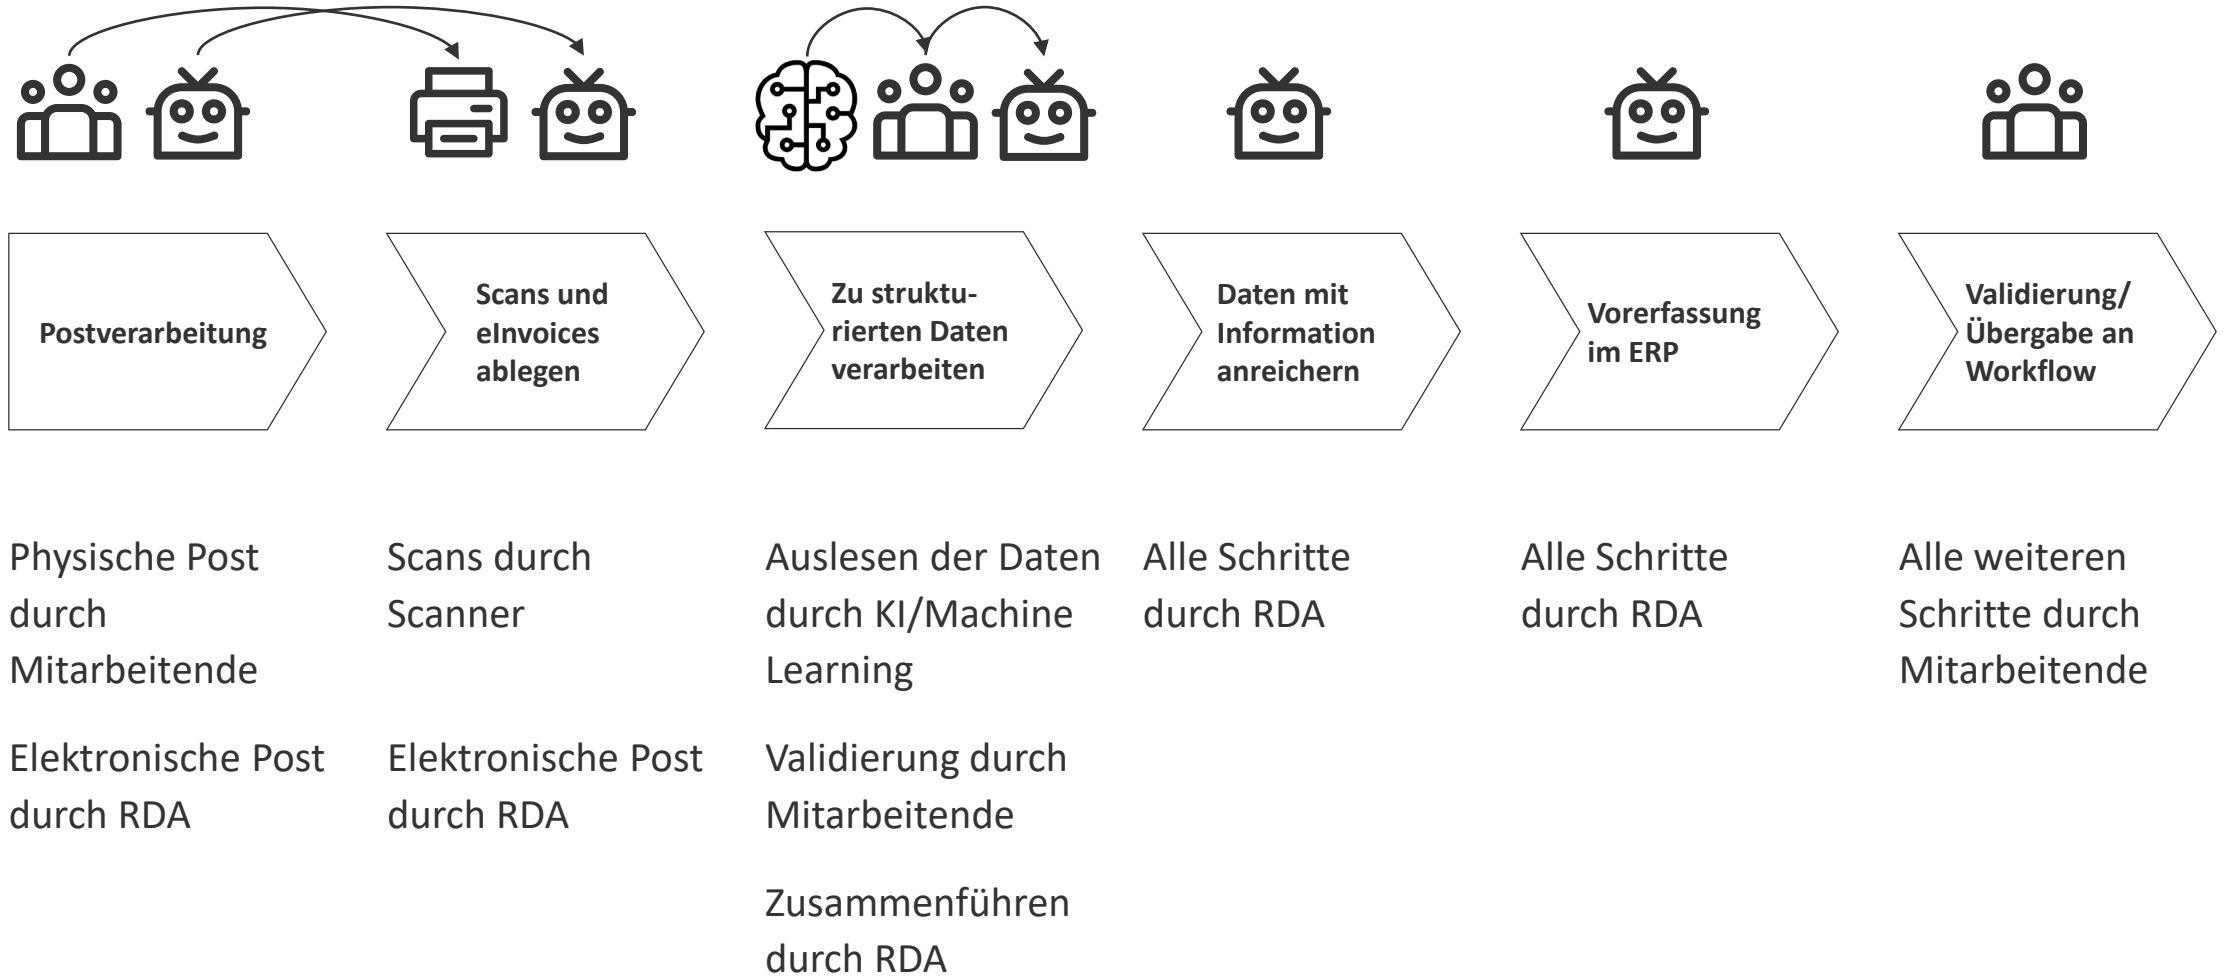 Postverarbeitung
Scans und
eInvoices
ablegen
Zu struktu-
rierten Daten
verarbeiten
Daten mit
Information
anreichern
Vorerfassung
im ERP
Validierung/
Übergabe an
Workflow
Physische Post
durch
Mitarbeitende
Elektronische Post
durch RDA
Scans durch
Scanner
Elektronische Post
durch RDA
Auslesen der Daten
durch KI/Machine
Learning
Validierung durch
Mitarbeitende
Zusammenführen
durch RDA
Alle Schritte
durch RDA
Alle Schritte
durch RDA
Alle weiteren
Schritte durch
Mitarbeitende